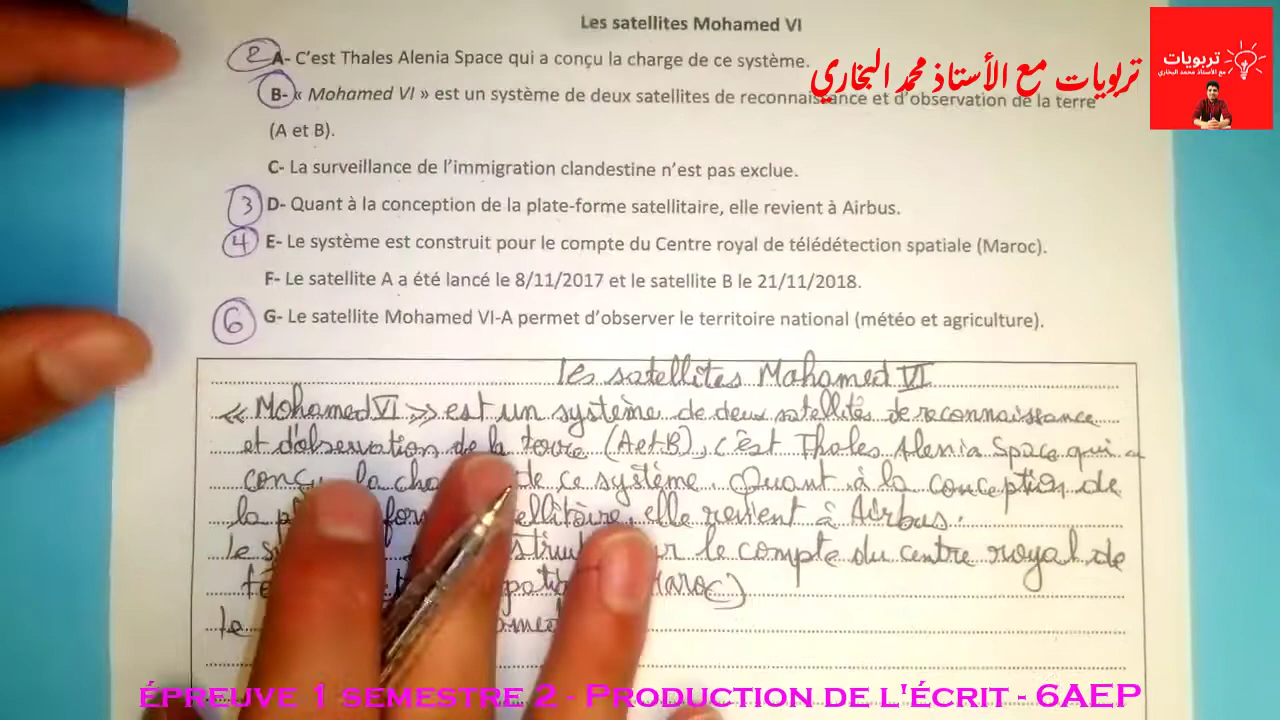 Les satellites Mohamed VI
2 A- C'est Thales Alenia Space qui a conçu la charge de ce système.
B- « Mohamed VI » est un système de deux satellites de reconnaissance et d'observation de la terre
(A et B).
C- La surveillance de l'immigration clandestine n'est pas exclue.
3 D- Quant à la conception de la plate-forme satellitaire, elle revient à Airbus.
4 E- Le système est construit pour le compte du Centre royal de télédétection spatiale (Maroc).
F- Le satellite A a été lancé le 8/11/2017 et le satellite B le 21/11/2018.
6 G- Le satellite Mohamed VI-A permet d'observer le territoire national (météo et agriculture).
تربويات مع الأستاذ محمد البخاري
تربويات
مع الأستاذ محمد البخاري
les satellites Mohamed VI
« Mohamed VI » est un système de deux satellites de reconnaissance
et d'observation de la terre (A et B), c'est Thales Alenia Space qui a
conçu la de ce système. Quant à la conception de
la elle revient à Airbus.
le le compte du centre royal de
Maroc)
le
épreuve 1 semestre 2 - Production de l'écrit - 6AEP